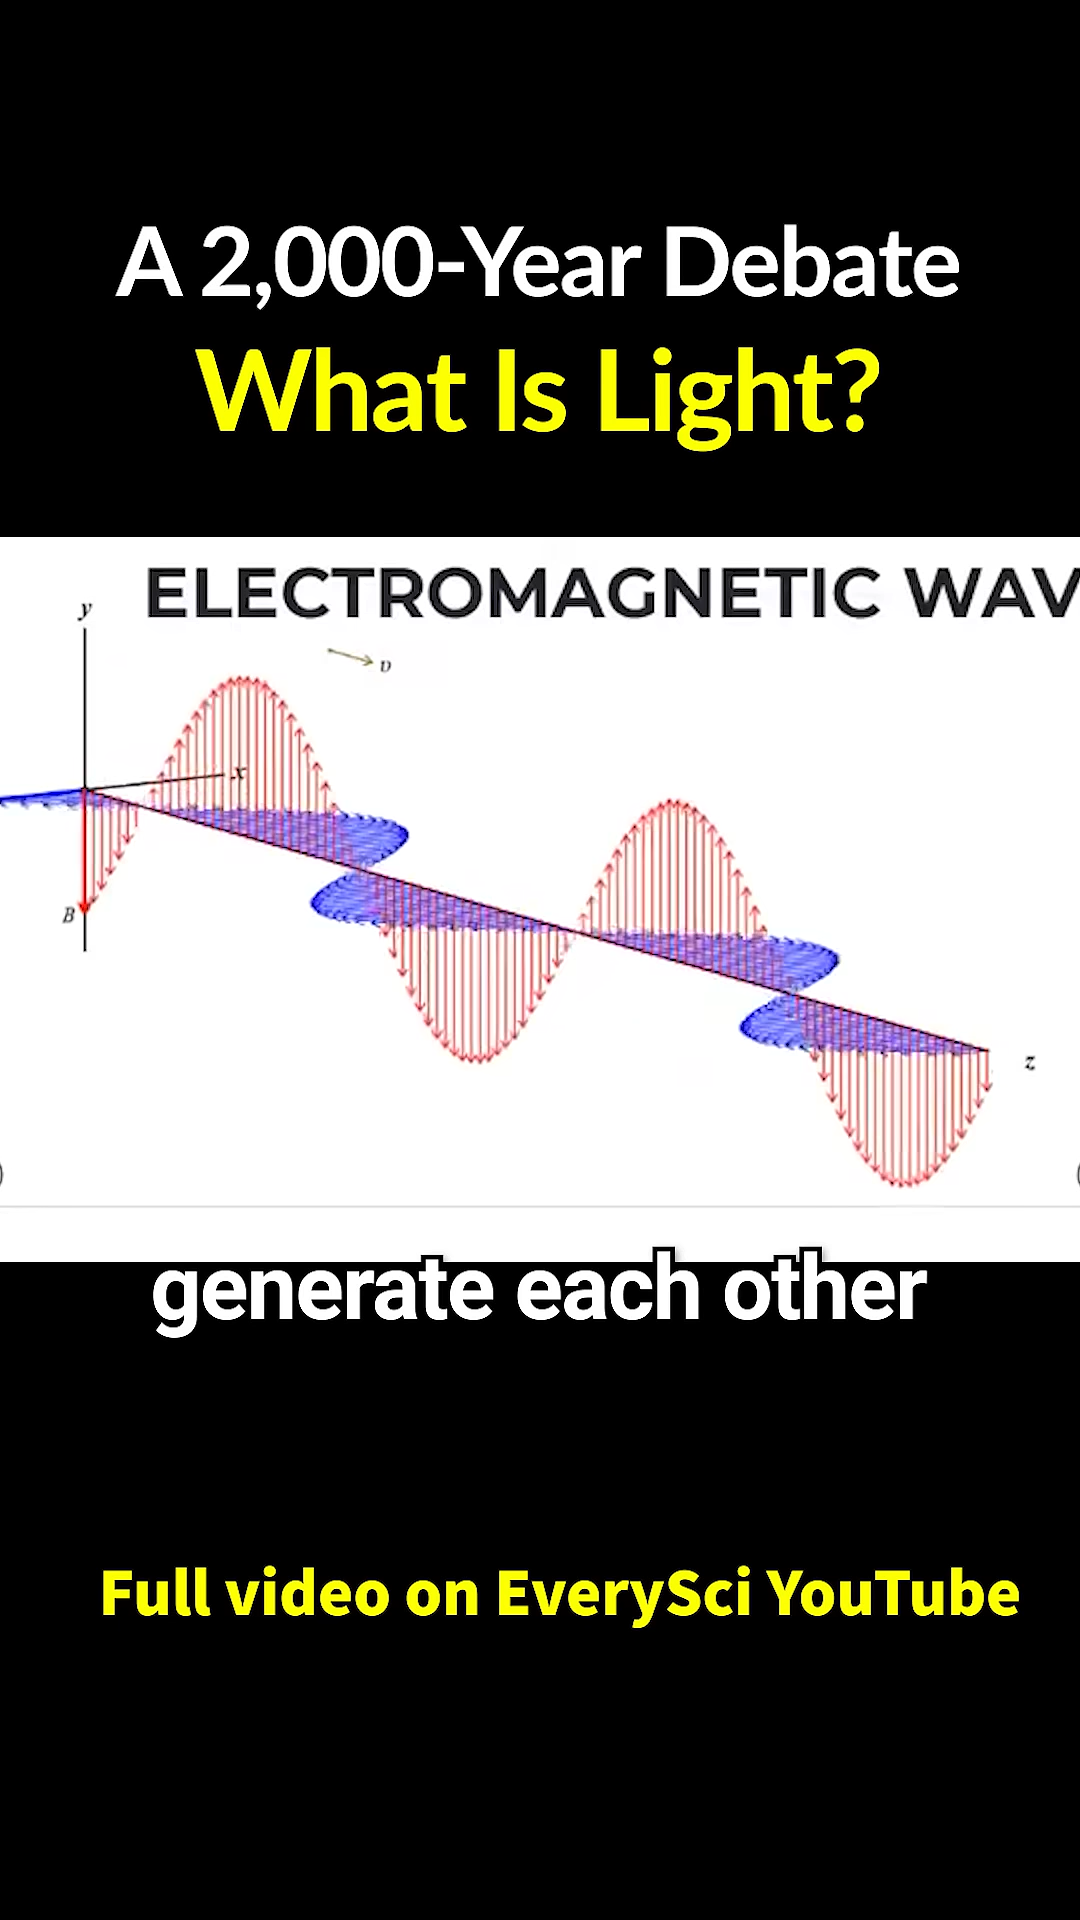 A 2,000-Year Debate
What Is Light?
ELECTROMAGNETIC WAV
y
υ
x
B
z
)
(
generate each other
Full video on EverySci YouTube